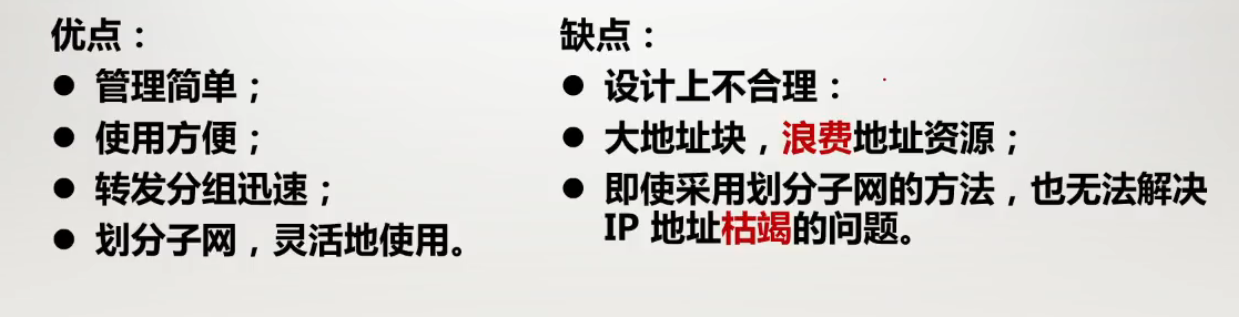 优点：
● 管理简单；
● 使用方便；
● 转发分组迅速；
● 划分子网，灵活地使用。
缺点：
● 设计上不合理：
● 大地址块，浪费地址资源；
● 即使采用划分子网的方法，也无法解决
IP 地址枯竭的问题。